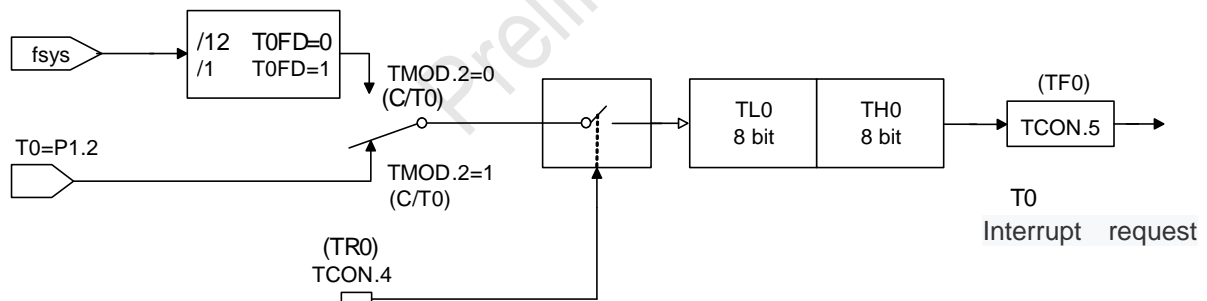 Prelim
fsys
/12 T0FD=0
/1 T0FD=1
TMOD.2=0
(C/T0)
T0=P1.2
TMOD.2=1
(C/T0)
(TR0)
TCON.4
TL0
8 bit
TH0
8 bit
(TF0)
TCON.5
T0
Interrupt request